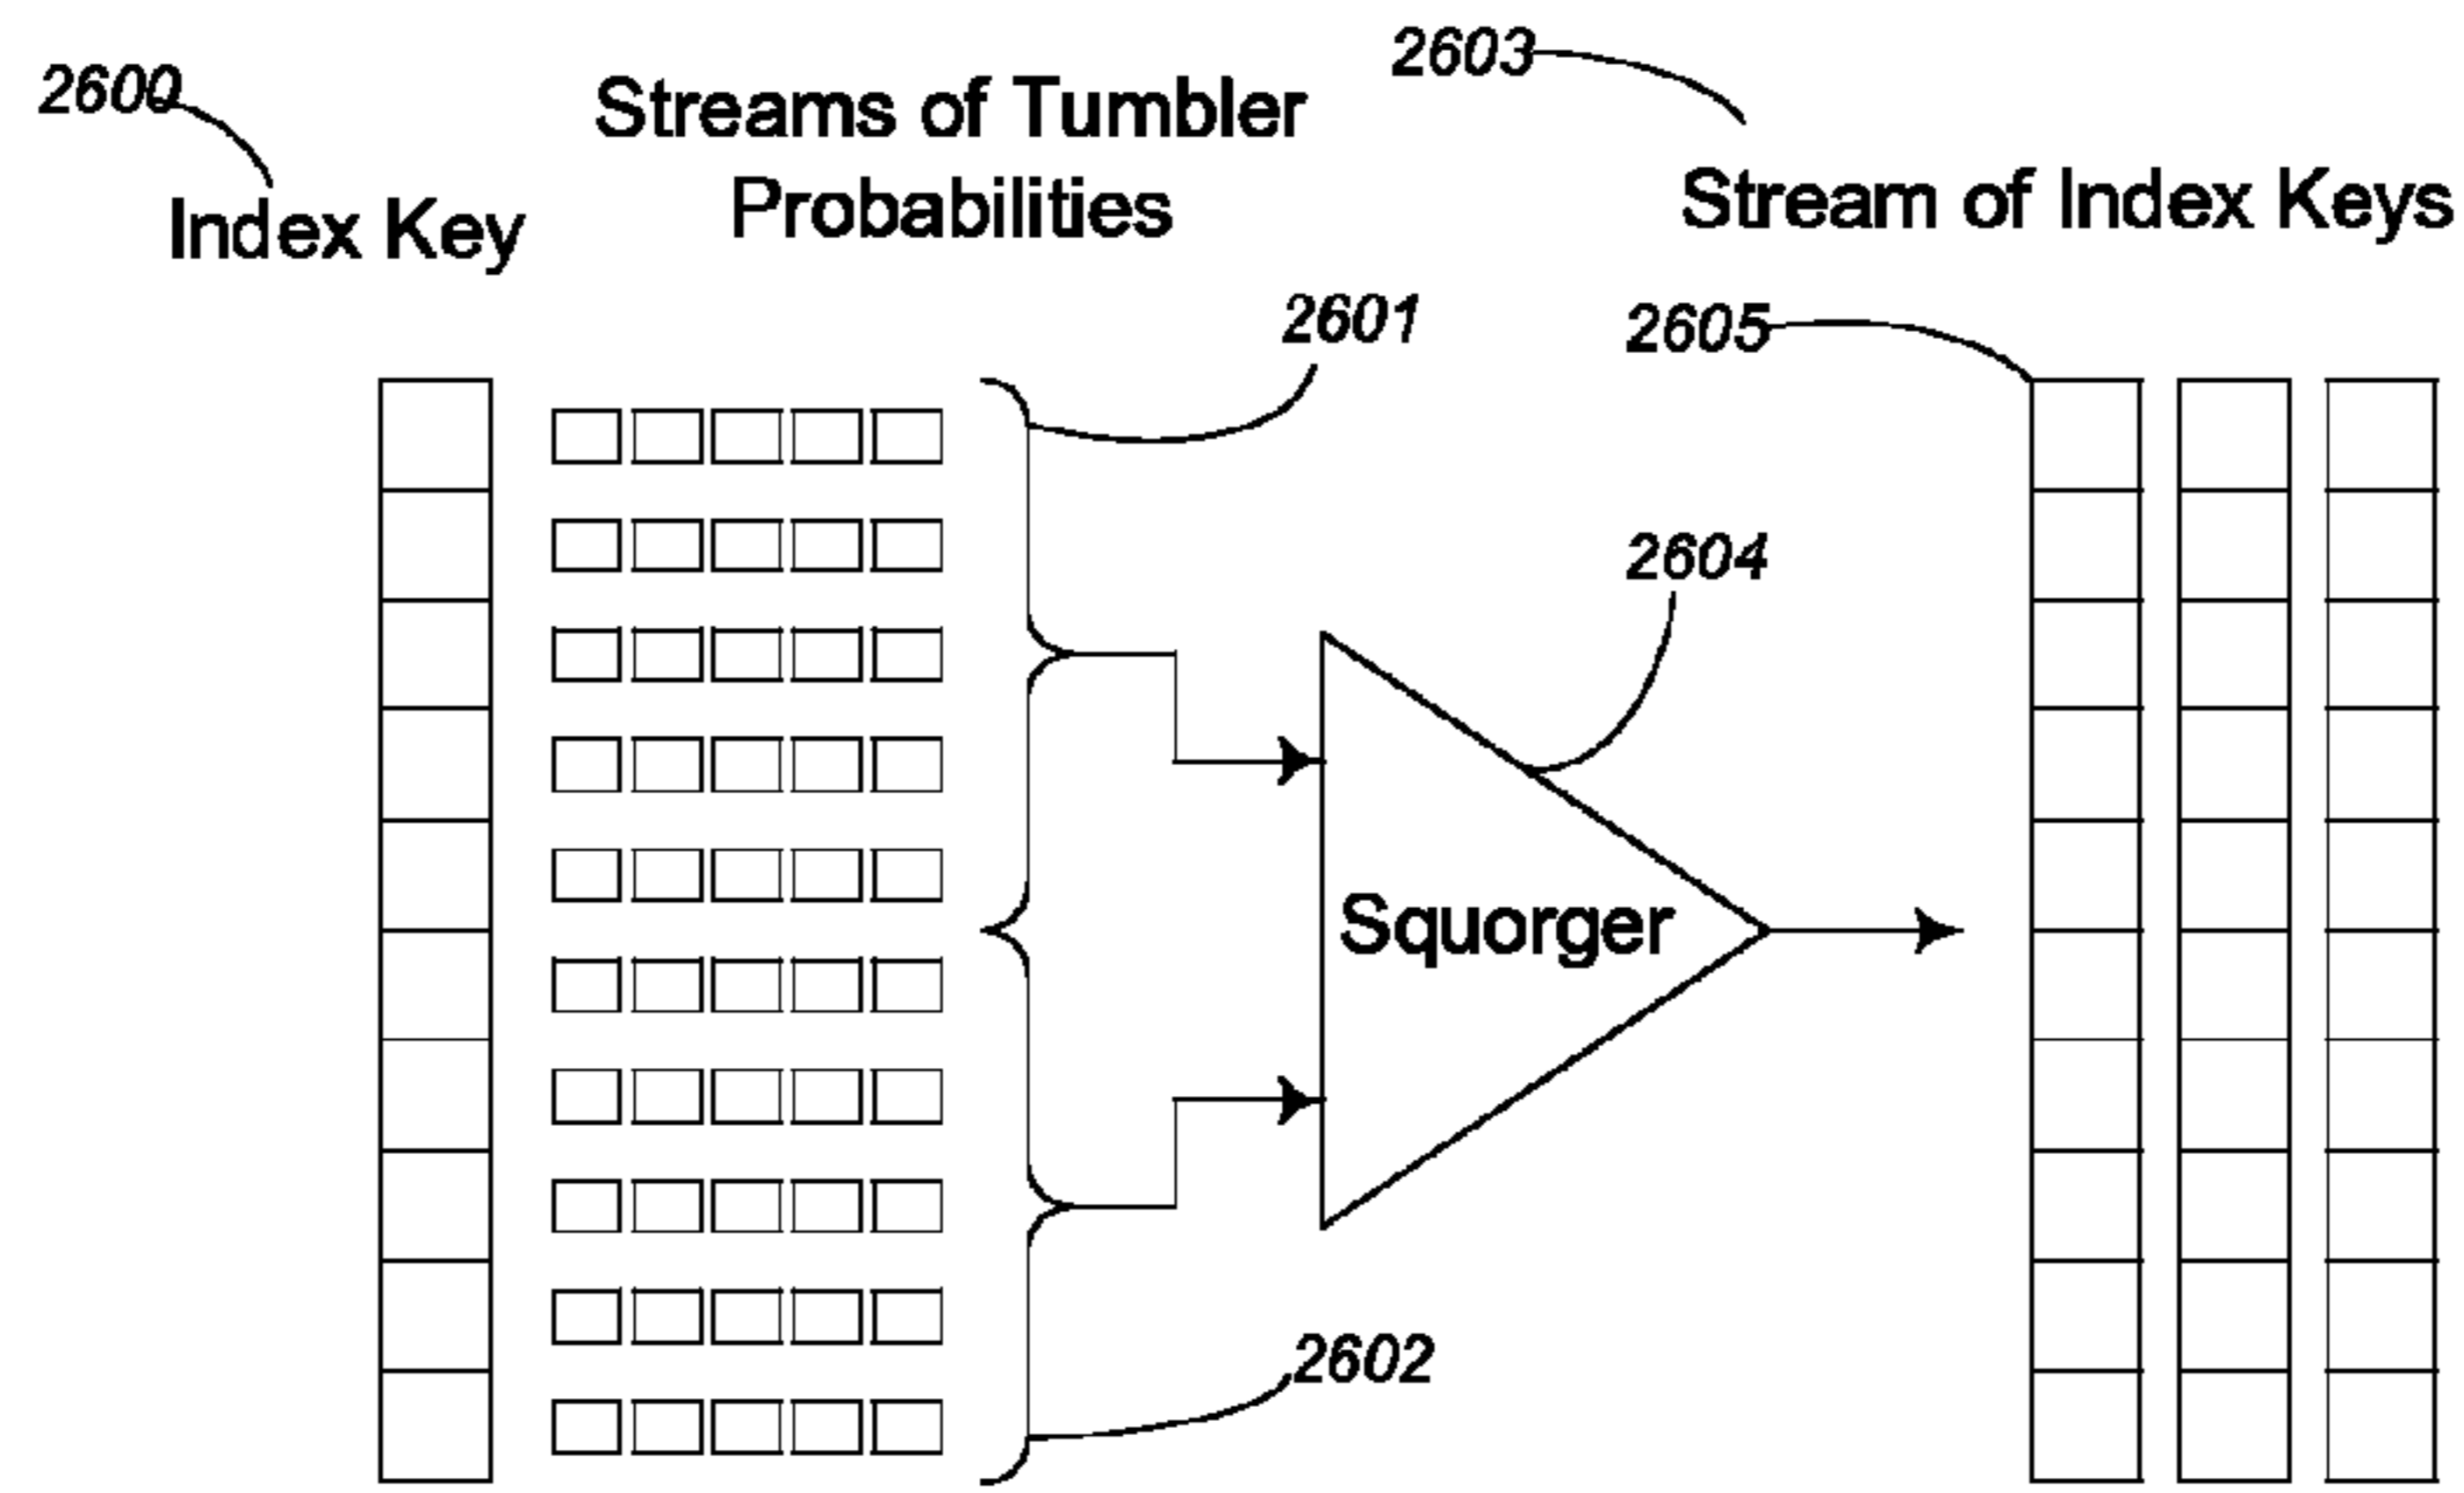 2600
Index Key
Streams of Tumbler
Probabilities
2603
Stream of Index Keys
2601
2605
2604
Squorger
2602